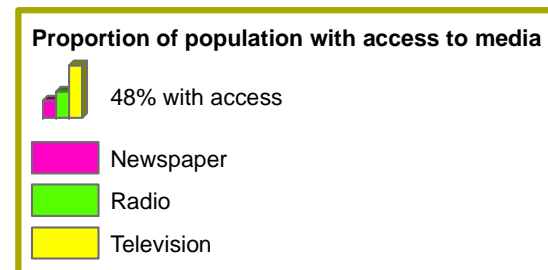 Proportion of population with access to media
48% with access
Newspaper
Radio
Television